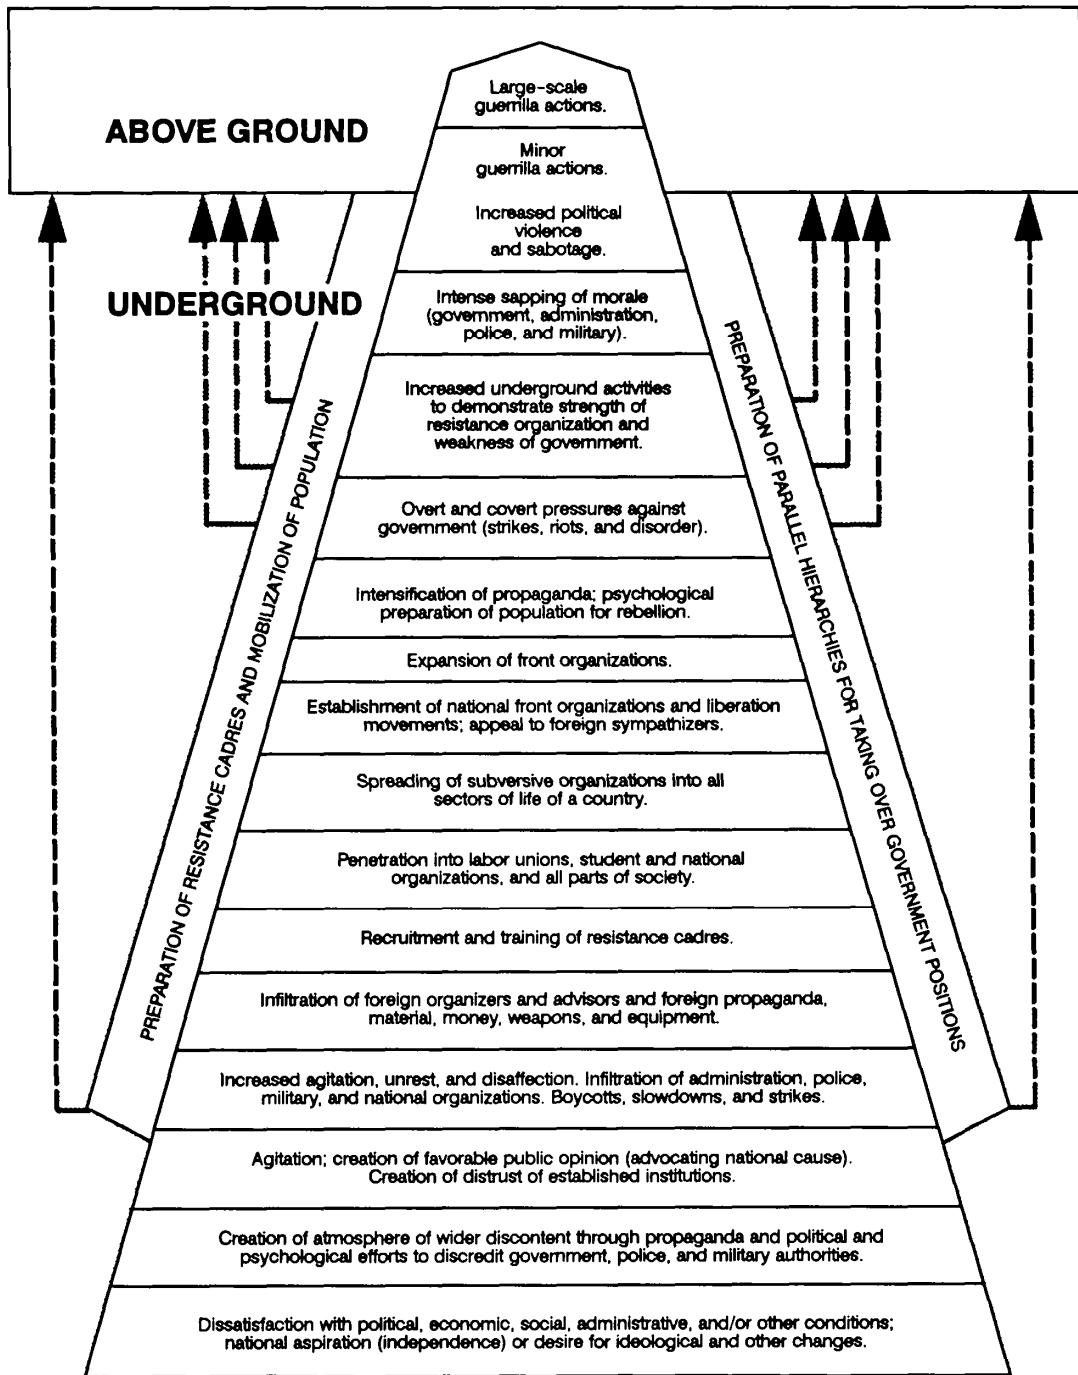 Large-scale
guerrilla actions.
ABOVE GROUND
Minor
guerrilla actions.
Increased political
violence
and sabotage.
UNDERGROUND
Intense sapping of morale
(government, administration,
police, and military).
Increased underground activities
to demonstrate strength of
resistance organization and
weakness of government.
Overt and covert pressures against
government (strikes, riots, and disorder).
Intensification of propaganda; psychological
preparation of population for rebellion.
Expansion of front organizations.
Establishment of national front organizations and liberation
movements; appeal to foreign sympathizers.
Spreading of subversive organizations into all
sectors of life of a country.
Penetration into labor unions, student and national
organizations, and all parts of society.
Recruitment and training of resistance cadres.
Infiltration of foreign organizers and advisors and foreign propaganda,
material, money, weapons, and equipment.
Increased agitation, unrest, and disaffection. Infiltration of administration, police,
military, and national organizations. Boycotts, slowdowns, and strikes.
Agitation; creation of favorable public opinion (advocating national cause).
Creation of distrust of established institutions.
Creation of atmosphere of wider discontent through propaganda and political and
psychological efforts to discredit government, police, and military authorities.
Dissatisfaction with political, economic, social, administrative, and/or other conditions;
national aspiration (independence) or desire for ideological and other changes.
PREPARATION OF RESISTANCE CADRES AND MOBILIZATION OF POPULATION
PREPARATION OF PARALLEL HIERARCHIES FOR TAKING OVER GOVERNMENT POSITIONS